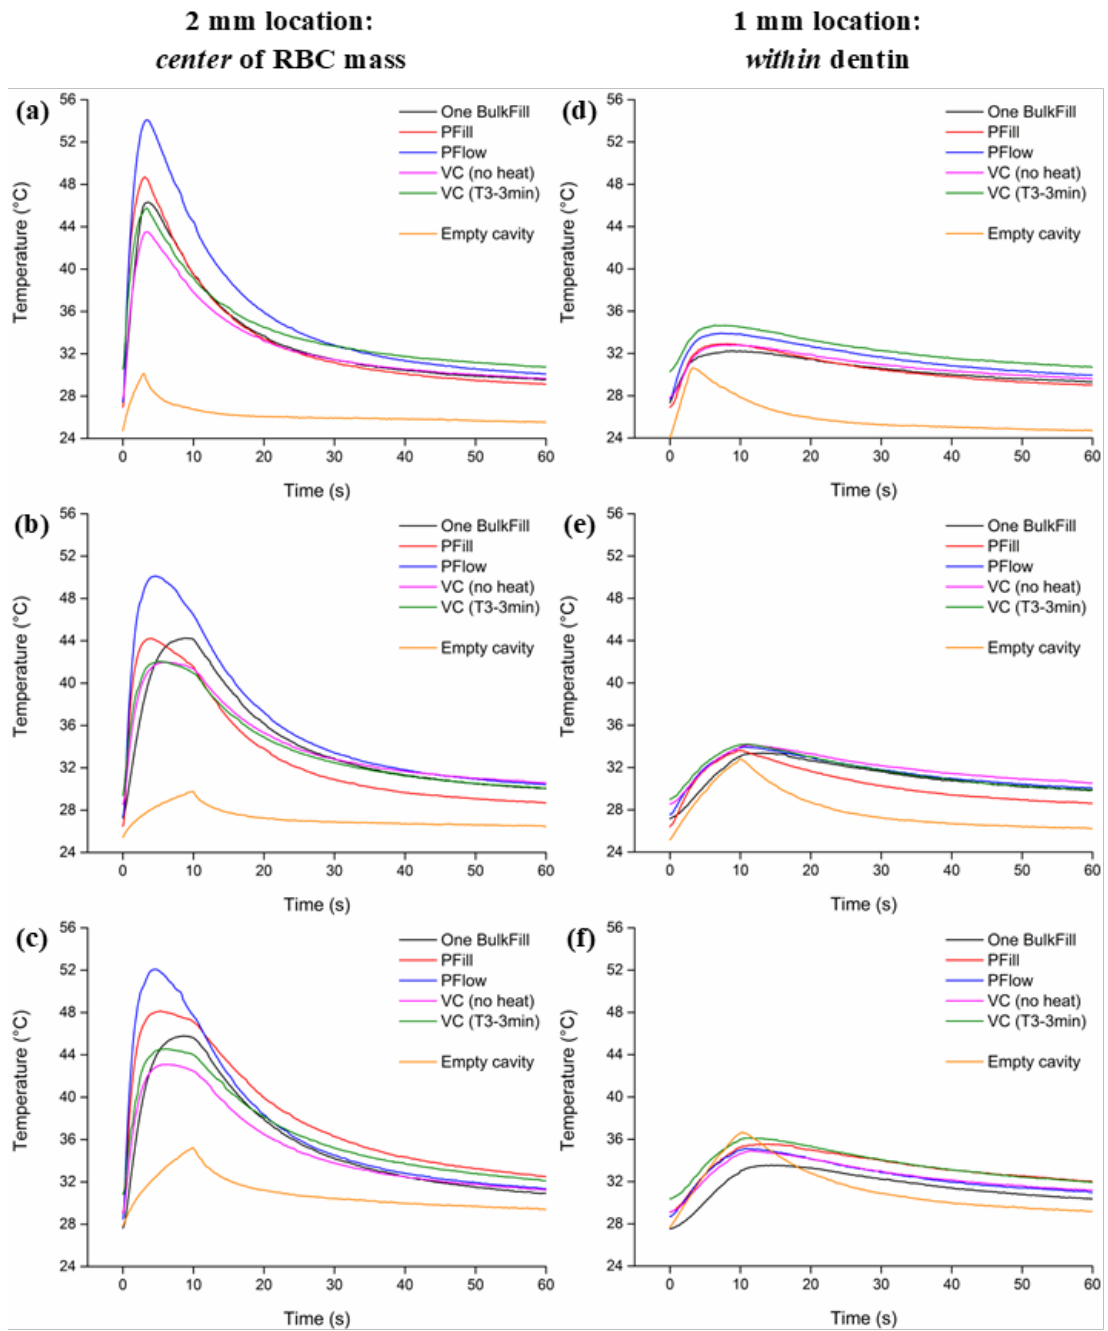 2 mm location:
center of RBC mass
1 mm location:
within dentin
(a)
56
52
48
44
40
36
32
28
24
Temperature (°C)
0 10 20 30 40 50 60
Time (s)
One BulkFill
PFill
PFlow
VC (no heat)
VC (T3-3min)
Empty cavity
(d)
56
52
48
44
40
36
32
28
24
Temperature (°C)
0 10 20 30 40 50 60
Time (s)
One BulkFill
PFill
PFlow
VC (no heat)
VC (T3-3min)
Empty cavity
(b)
56
52
48
44
40
36
32
28
24
Temperature (°C)
0 10 20 30 40 50 60
Time (s)
One BulkFill
PFill
PFlow
VC (no heat)
VC (T3-3min)
Empty cavity
(e)
56
52
48
44
40
36
32
28
24
Temperature (°C)
0 10 20 30 40 50 60
Time (s)
One BulkFill
PFill
PFlow
VC (no heat)
VC (T3-3min)
Empty cavity
(c)
56
52
48
44
40
36
32
28
24
Temperature (°C)
0 10 20 30 40 50 60
Time (s)
One BulkFill
PFill
PFlow
VC (no heat)
VC (T3-3min)
Empty cavity
(f)
56
52
48
44
40
36
32
28
24
Temperature (°C)
0 10 20 30 40 50 60
Time (s)
One BulkFill
PFill
PFlow
VC (no heat)
VC (T3-3min)
Empty cavity